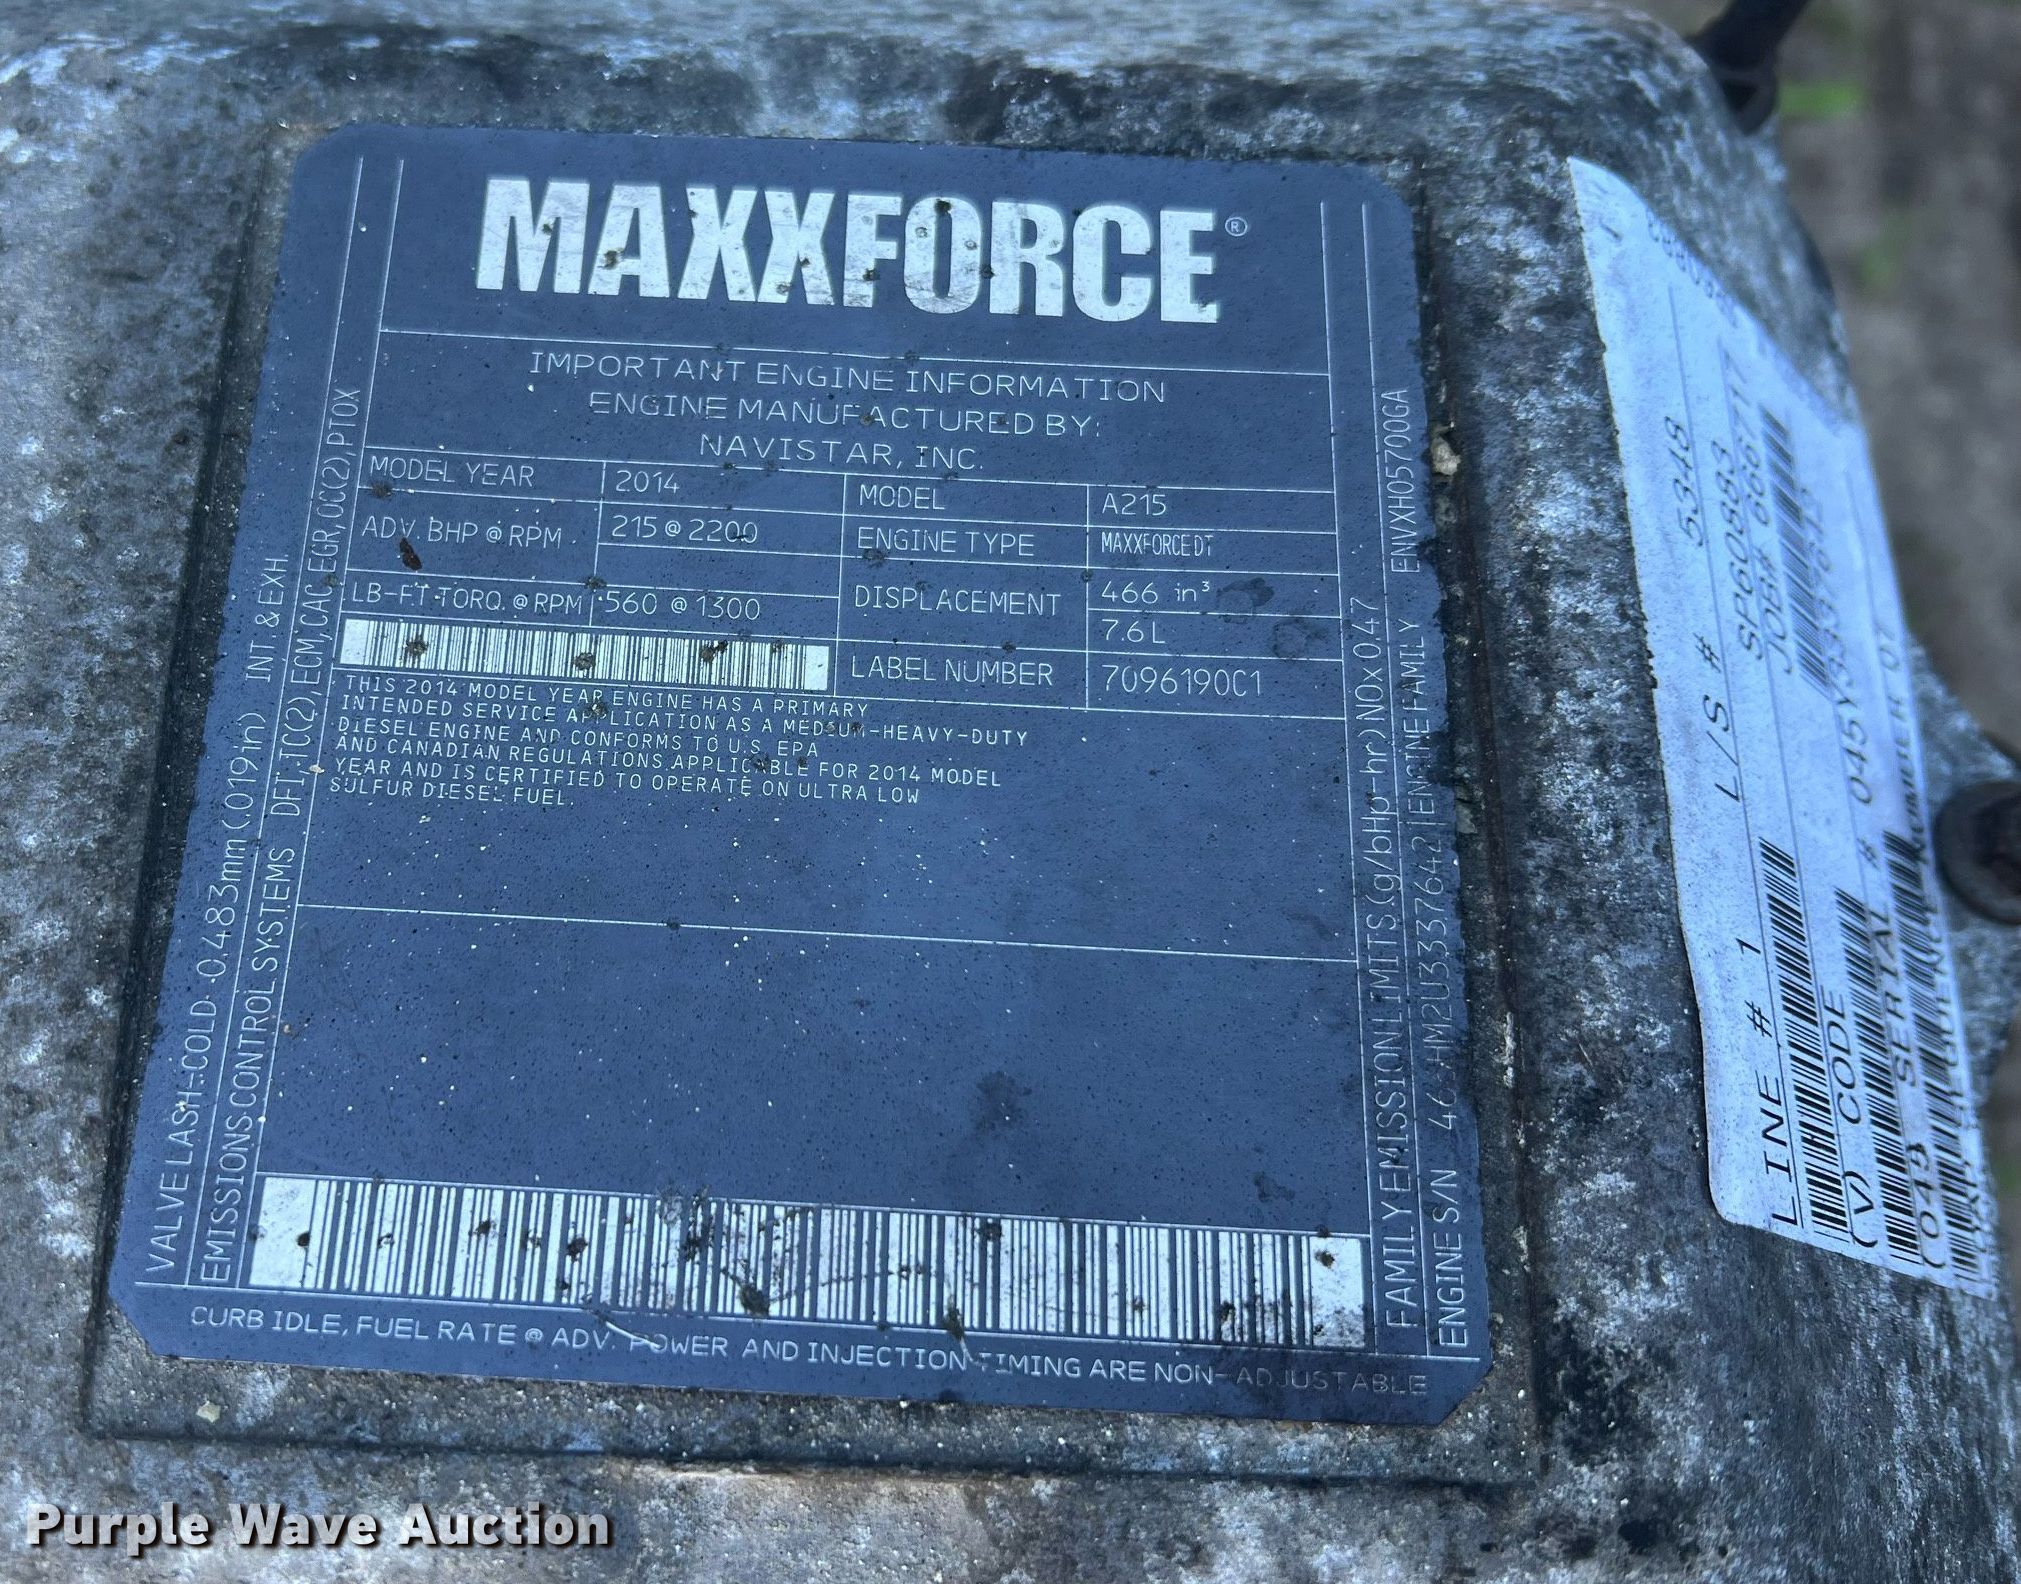 MAXXFORCE®
IMPORTANT ENGINE INFORMATION
ENGINE MANUFACTURED BY:
NAVISTAR, INC.
MODEL YEAR 2014 MODEL A215
ADV. BHP @ RPM 215 @ 2200 ENGINE TYPE MAXXFORCE DT
LB-FT TORQ. @ RPM 560 @ 1300 DISPLACEMENT 466 in³
7.6 L
LABEL NUMBER 7096190C1
THIS 2014 MODEL YEAR ENGINE HAS A PRIMARY
INTENDED SERVICE APPLICATION AS A MEDIUM-HEAVY-DUTY
DIESEL ENGINE AND CONFORMS TO U.S. EPA
AND CANADIAN REGULATIONS APPLICABLE FOR 2014 MODEL
YEAR AND IS CERTIFIED TO OPERATE ON ULTRA LOW
SULFUR DIESEL FUEL.
VALVE LASH-COLD 0.483mm (.019in) INT. & EXH.
EMISSIONS CONTROL SYSTEMS DFI, TC(2), ECM, CAC, EGR, OC(2), PTOX
FAMILY EMISSION LIMITS (g/bHp-hr) NOx 0.47
ENGINE S/N 467HM2U3337642 ENGINE FAMILY ENVXH05700GA
CURB IDLE, FUEL RATE @ ADV. POWER AND INJECTION TIMING ARE NON-ADJUSTABLE
LINE # 1 L/S # 5348
(V) CODE SP60883
JOB#
SERIAL #
Purple Wave Auction